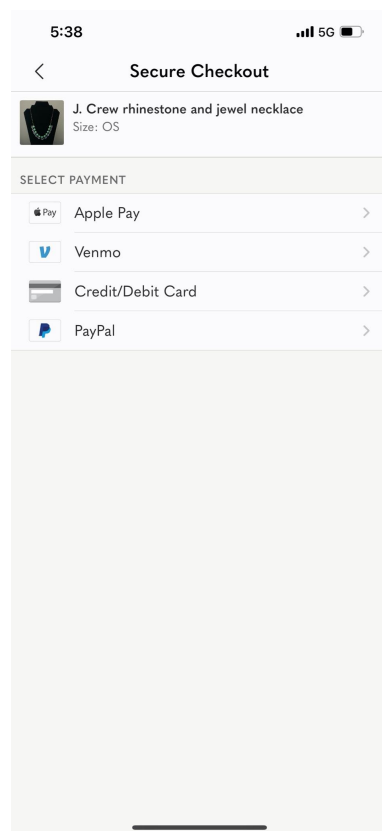 5:38
5G
Secure Checkout
J. Crew rhinestone and jewel necklace
Size: OS
SELECT PAYMENT
Pay
Apple Pay
Venmo
Credit/Debit Card
PayPal